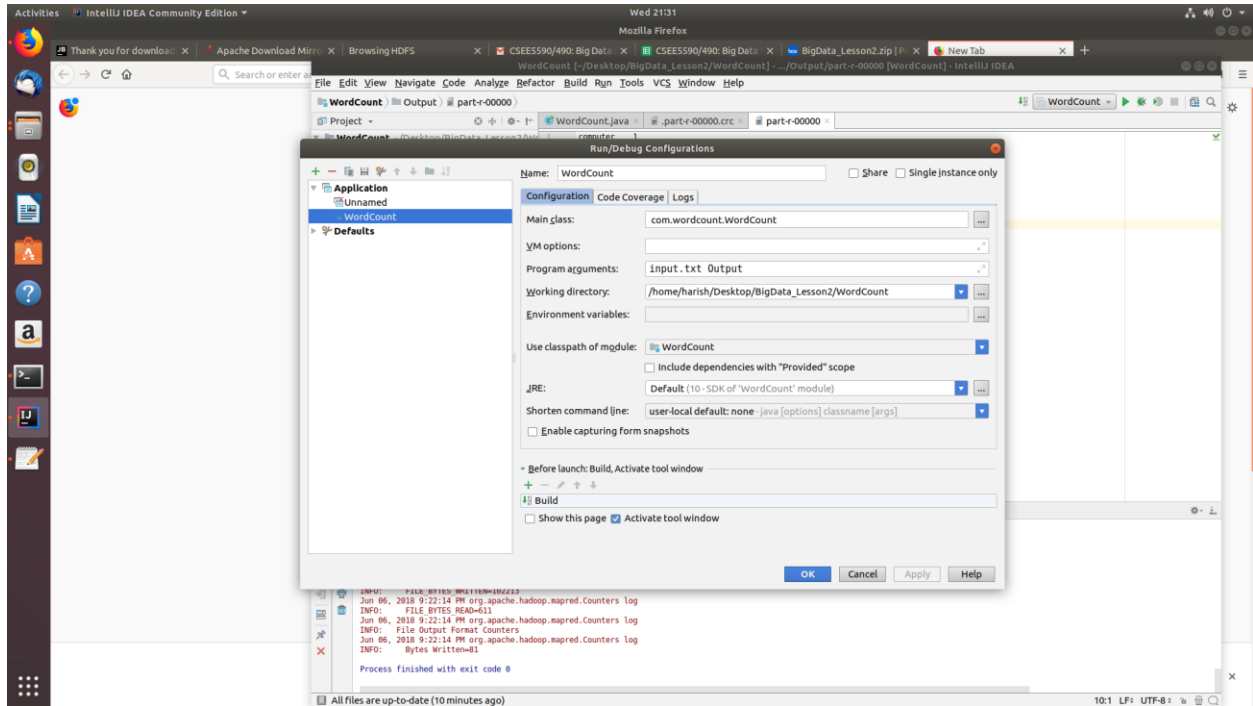 Activities IntelliJ IDEA Community Edition Wed 21:31
Mozilla Firefox
Thank you for download Apache Download Mirro Browsing HDFS CSEE5590/490: Big Data CSEE5590/490: Big Data BigData_Lesson2.zip New Tab
WordCount [~/Desktop/BigData_Lesson2/WordCount] - .../Output/part-r-00000 [WordCount] - IntelliJ IDEA
Search or enter a
File Edit View Navigate Code Analyze Refactor Build Run Tools VCS Window Help
WordCount Output part-r-00000 WordCount
Project WordCount.java .part-r-00000.crc part-r-00000
WordCount ~/Desktop/BigData_Lesson2/Wo 1 computer 1
Run/Debug Configurations
Name: WordCount Share Single instance only
Application
Unnamed
WordCount
Defaults
Configuration Code Coverage Logs
Main class: com.wordcount.WordCount ...
VM options:
Program arguments: input.txt Output
Working directory: /home/harish/Desktop/BigData_Lesson2/WordCount ...
Environment variables: ...
Use classpath of module: WordCount
Include dependencies with "Provided" scope
JRE: Default (10 - SDK of 'WordCount' module) ...
Shorten command line: user-local default: none - java [options] classname [args]
Enable capturing form snapshots
Before launch: Build, Activate tool window
Build
Show this page Activate tool window
OK Cancel Apply Help
INFO: FILE_BYTES_WRITTEN=102213
Jun 06, 2018 9:22:14 PM org.apache.hadoop.mapred.Counters log
INFO: FILE_BYTES_READ=611
Jun 06, 2018 9:22:14 PM org.apache.hadoop.mapred.Counters log
INFO: File Output Format Counters
Jun 06, 2018 9:22:14 PM org.apache.hadoop.mapred.Counters log
INFO: Bytes Written=81
Process finished with exit code 0
All files are up-to-date (10 minutes ago) 10:1 LF: UTF-8: